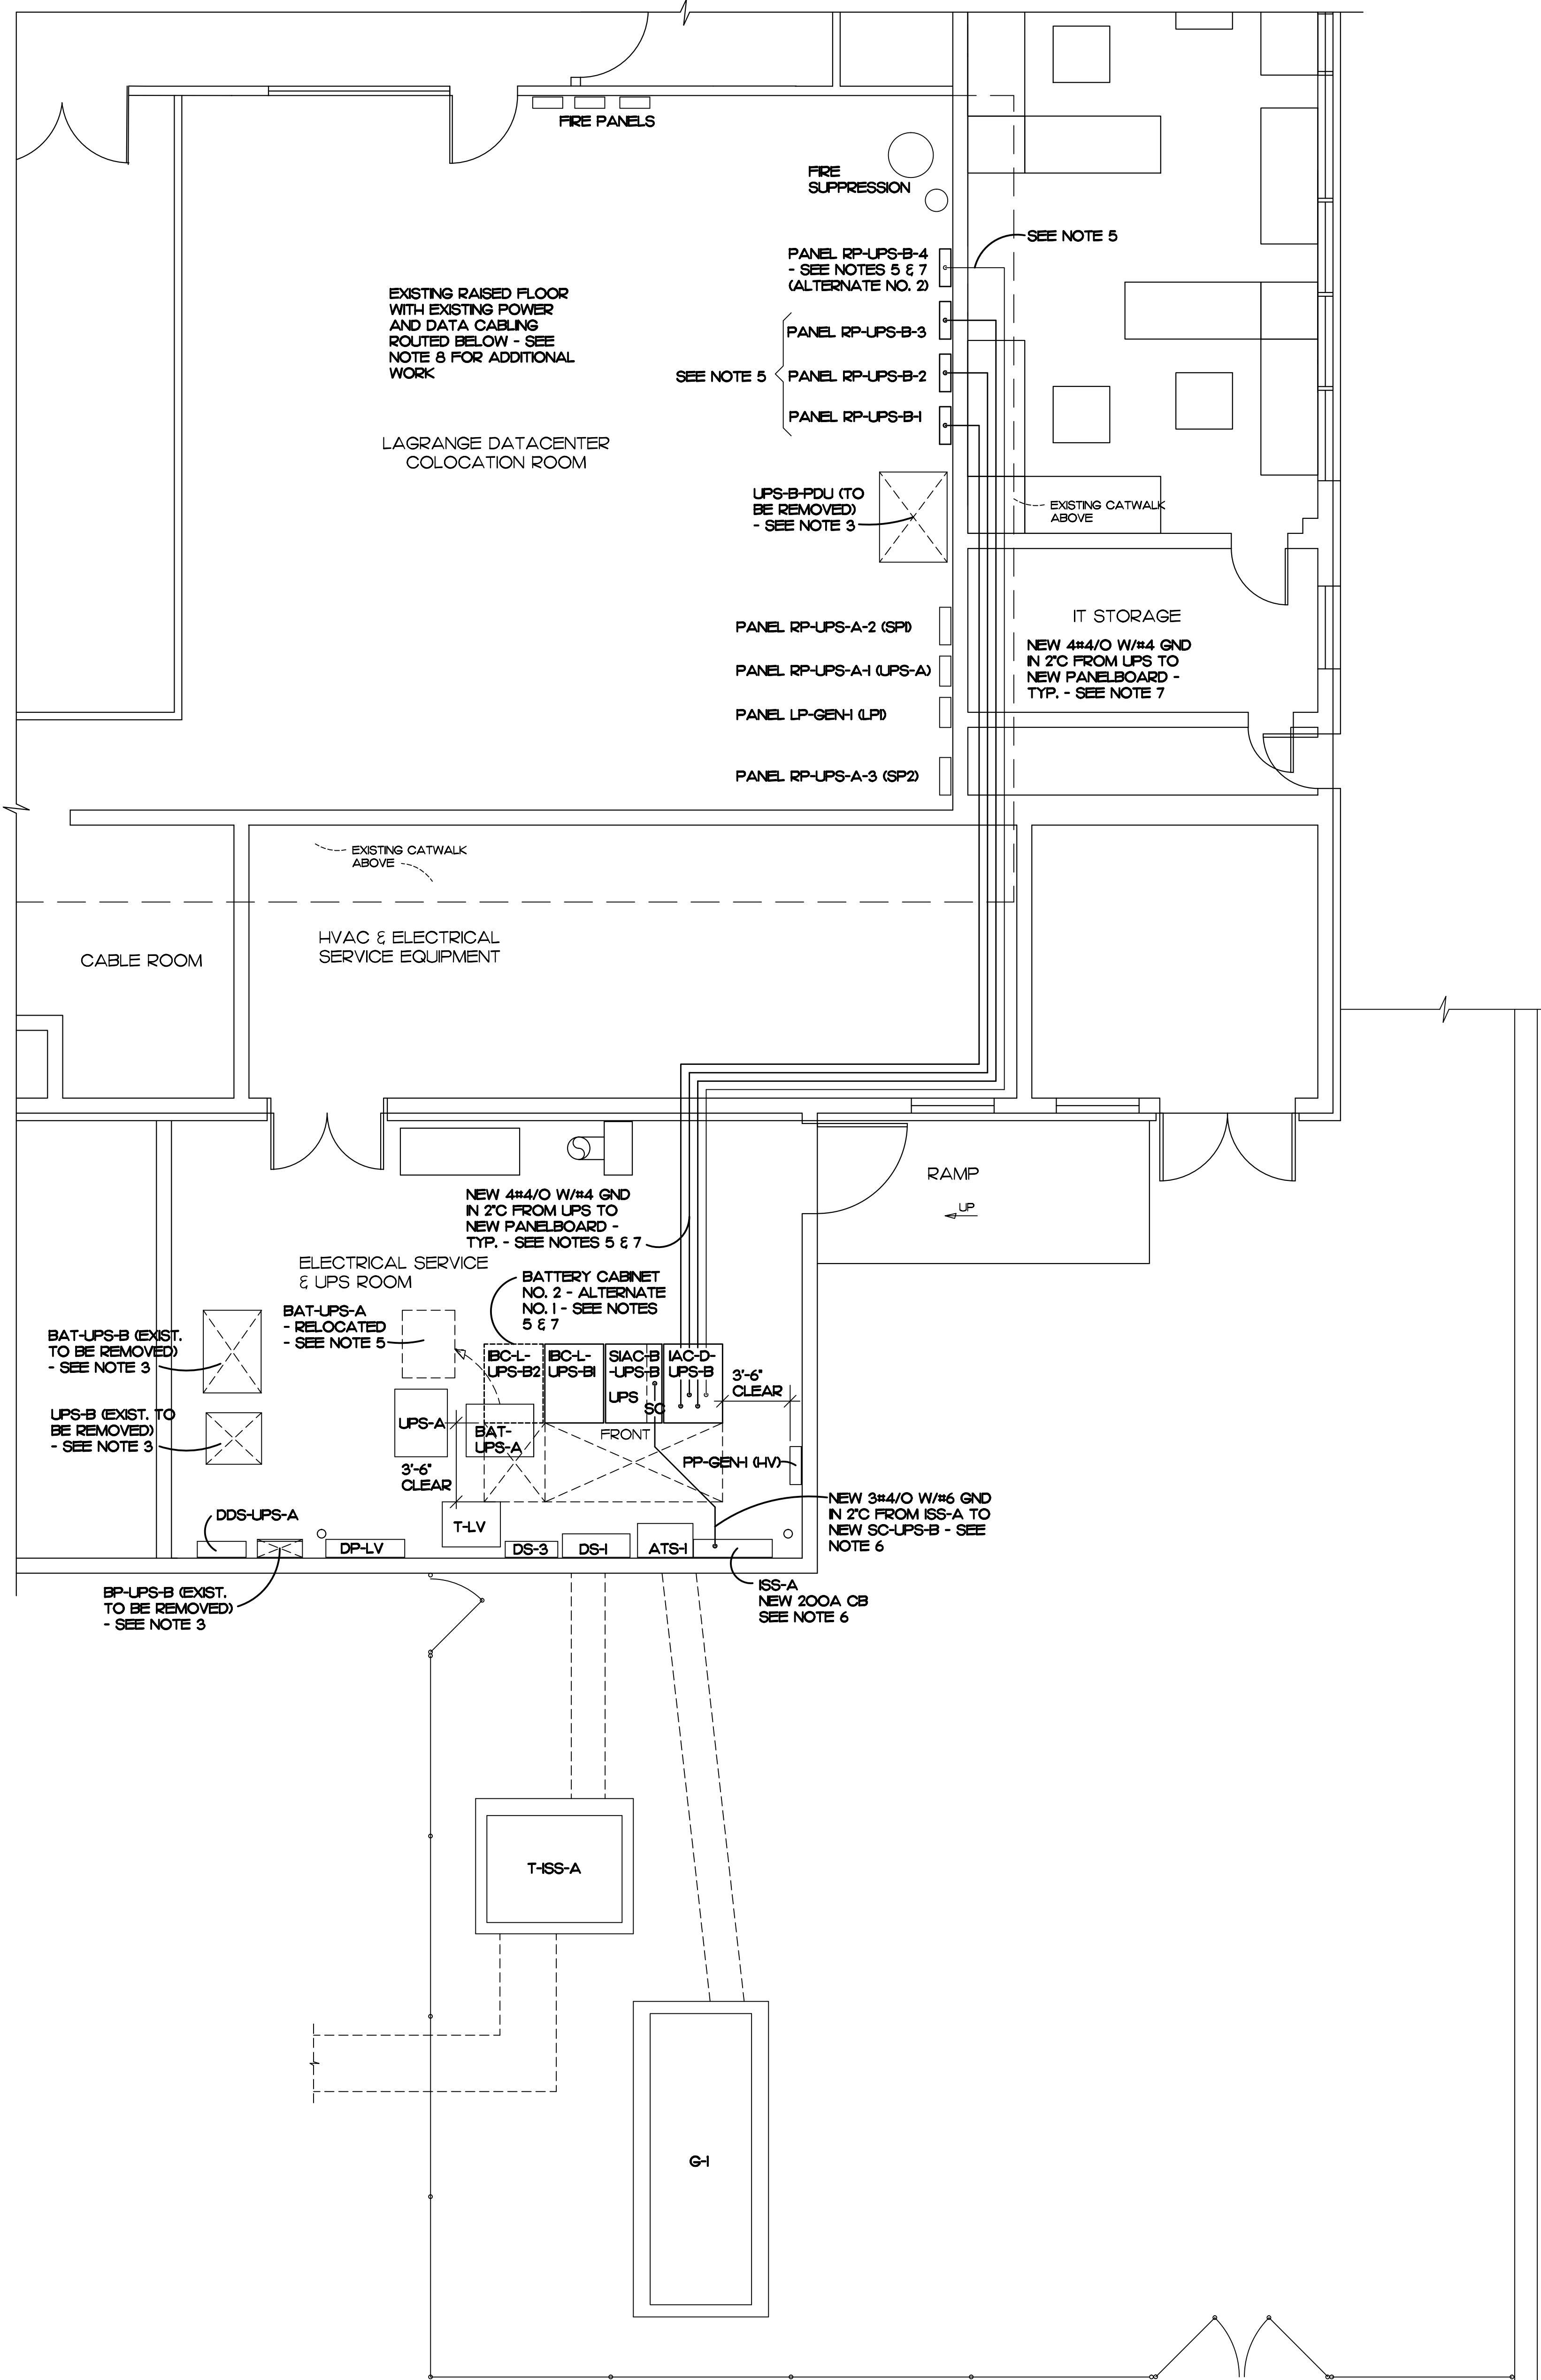 FIRE PANELS
FIRE
SUPPRESSION
SEE NOTE 5
PANEL RP-UPS-B-4
- SEE NOTES 5 & 7
(ALTERNATE NO. 2)
EXISTING RAISED FLOOR
WITH EXISTING POWER
AND DATA CABLING
ROUTED BELOW - SEE
NOTE 8 FOR ADDITIONAL
WORK
PANEL RP-UPS-B-3
SEE NOTE 5
PANEL RP-UPS-B-2
PANEL RP-UPS-B-1
LAGRANGE DATACENTER
COLOCATION ROOM
UPS-B-PDU (TO
BE REMOVED)
- SEE NOTE 3
EXISTING CATWALK
ABOVE
IT STORAGE
NEW 4#4/0 W/#4 GND
IN 2"C FROM UPS TO
NEW PANELBOARD -
TYP. - SEE NOTE 7
PANEL RP-UPS-A-2 (SP1)
PANEL RP-UPS-A-1 (UPS-A)
PANEL LP-GEN-1 (LP1)
PANEL RP-UPS-A-3 (SP2)
EXISTING CATWALK
ABOVE
HVAC & ELECTRICAL
SERVICE EQUIPMENT
CABLE ROOM
RAMP
UP
NEW 4#4/0 W/#4 GND
IN 2"C FROM UPS TO
NEW PANELBOARD -
TYP. - SEE NOTES 5 & 7
ELECTRICAL SERVICE
& UPS ROOM
BATTERY CABINET
NO. 2 - ALTERNATE
NO. 1 - SEE NOTES
5 & 7
BAT-UPS-A
- RELOCATED
- SEE NOTE 5
BAT-UPS-B (EXIST.
TO BE REMOVED)
- SEE NOTE 3
IBC-L-
UPS-B2
IBC-L-
UPS-B1
SIAC-B
-UPS-B
UPS
SC
IAC-D-
UPS-B
3'-6"
CLEAR
UPS-B (EXIST. TO
BE REMOVED)
- SEE NOTE 3
UPS-A
BAT-
UPS-A
FRONT
3'-6"
CLEAR
PP-GEN-1 (HV)
NEW 3#4/0 W/#6 GND
IN 2"C FROM ISS-A TO
NEW SC-UPS-B - SEE
NOTE 6
DDS-UPS-A
T-LV
DP-LV
DS-3
DS-1
ATS-1
ISS-A
NEW 200A CB
SEE NOTE 6
BP-UPS-B (EXIST.
TO BE REMOVED)
- SEE NOTE 3
T-ISS-A
G-1